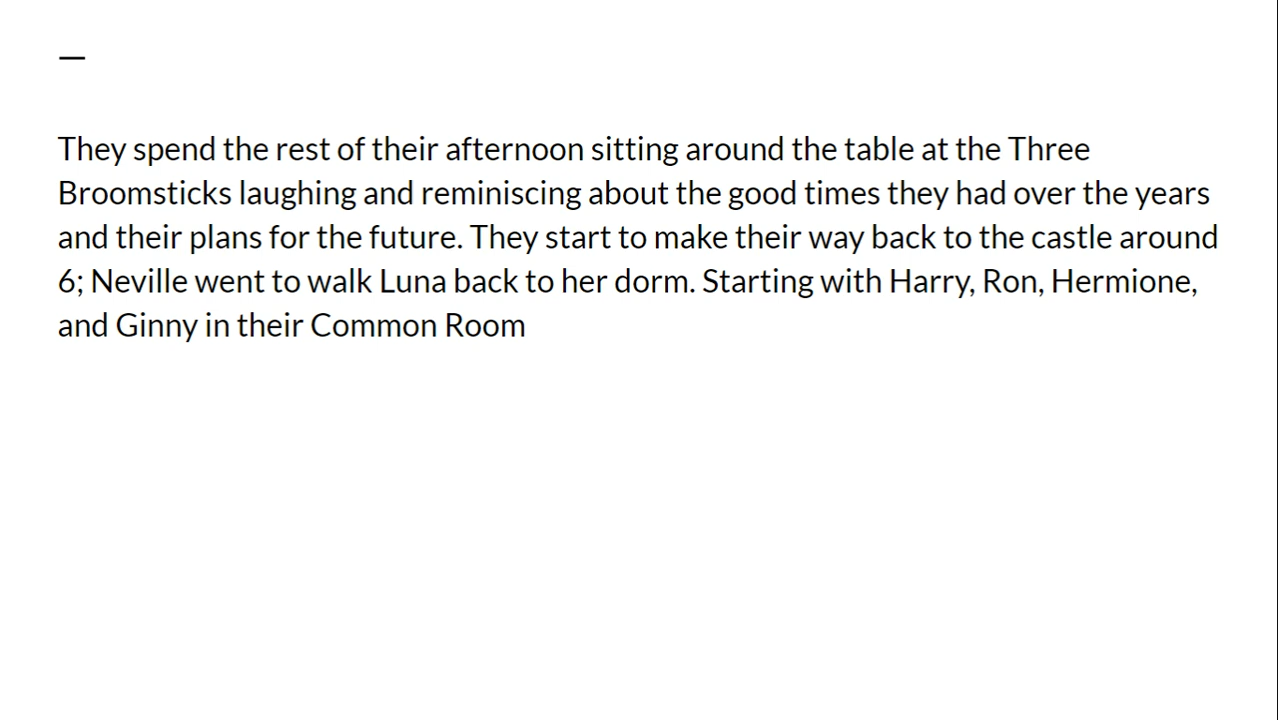 They spend the rest of their afternoon sitting around the table at the Three
Broomsticks laughing and reminiscing about the good times they had over the years
and their plans for the future. They start to make their way back to the castle around
6; Neville went to walk Luna back to her dorm. Starting with Harry, Ron, Hermione,
and Ginny in their Common Room